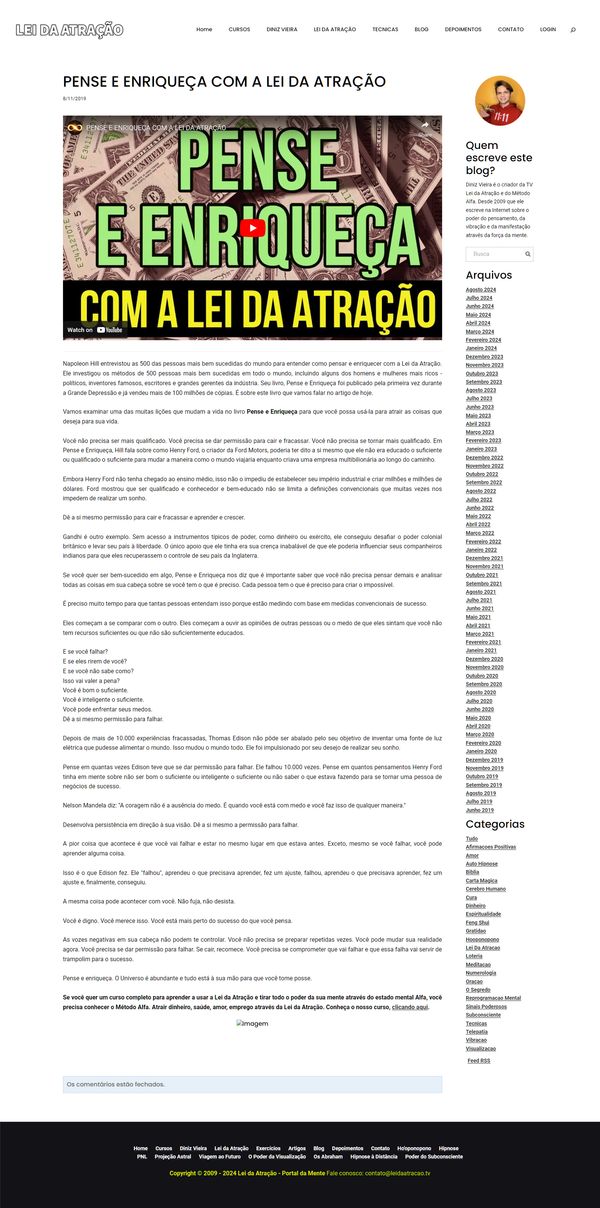 LEI DA ATRAÇÃO
Home CURSOS DINIZ VIEIRA LEI DA ATRAÇÃO TECNICAS BLOG DEPOIMENTOS CONTATO LOGIN
PENSE E ENRIQUEÇA COM A LEI DA ATRAÇÃO
8/11/2019
PENSE E ENRIQUEÇA COM A LEI DA ATRAÇÃO
PENSE
E ENRIQUEÇA
COM A LEI DA ATRAÇÃO
Watch on YouTube
Napoleon Hill entrevistou as 500 das pessoas mais bem sucedidas do mundo para entender como pensar e enriquecer com a Lei da Atração.
Ele investigou os métodos de 500 pessoas mais bem sucedidas em todo o mundo, incluindo alguns dos homens e mulheres mais ricos -
políticos, inventores famosos, escritores e grandes gerentes da indústria. Seu livro, Pense e Enriqueça foi publicado pela primeira vez durante
a Grande Depressão e já vendeu mais de 100 milhões de cópias. É sobre este livro que vamos falar no artigo de hoje.
Vamos examinar uma das muitas lições que mudam a vida no livro Pense e Enriqueça para que você possa usá-la para atrair as coisas que
deseja para sua vida.
Você não precisa ser mais qualificado. Você precisa se dar permissão para cair e fracassar. Você não precisa se tornar mais qualificado. Em
Pense e Enriqueça, Hill fala sobre como Henry Ford, o criador da Ford Motors, poderia ter dito a si mesmo que ele não era educado o suficiente
ou qualificado o suficiente para mudar a maneira como o mundo viajaria enquanto criava uma empresa multibilionária ao longo do caminho.
Embora Henry Ford não tenha chegado ao ensino médio, isso não o impediu de estabelecer seu império industrial e criar milhões e milhões de
dólares. Ford mostrou que ser qualificado e conhecedor e bem-educado não se limita a definições convencionais que muitas vezes nos
impedem de realizar um sonho.
Dê a si mesmo permissão para cair e fracassar e aprender e crescer.
Gandhi é outro exemplo. Sem acesso a instrumentos típicos de poder, como dinheiro ou exército, ele conseguiu desafiar o poder colonial
britânico e levar seu país à liberdade. O único apoio que ele tinha era sua crença inabalável de que ele poderia influenciar seus companheiros
indianos para que eles recuperassem o controle de seu país da Inglaterra.
Se você quer ser bem-sucedido em algo, Pense e Enriqueça nos diz que é importante saber que você não precisa pensar demais e analisar
todas as coisas em sua cabeça sobre se você tem o que é preciso. Cada pessoa tem o que é preciso para criar o impossível.
É preciso muito tempo para que tantas pessoas entendam isso porque estão medindo com base em medidas convencionais de sucesso.
Eles começam a se comparar com o outro. Eles começam a ouvir as opiniões de outras pessoas ou o medo de que eles sintam que você não
tem recursos suficientes ou que não são suficientemente educados.
E se você falhar?
E se eles rirem de você?
E se você não sabe como?
Isso vai valer a pena?
Você é bom o suficiente.
Você é inteligente o suficiente.
Você pode enfrentar seus medos.
Dê a si mesmo permissão para falhar.
Depois de mais de 10.000 experiências fracassadas, Thomas Edison não pôde ser abalado pelo seu objetivo de inventar uma fonte de luz
elétrica que pudesse alimentar o mundo. Isso mudou o mundo todo. Ele foi impulsionado por seu desejo de realizar seu sonho.
Pense em quantas vezes Edison teve que se dar permissão para falhar. Ele falhou 10.000 vezes. Pense em quantos pensamentos Henry Ford
tinha em mente sobre não ser bom o suficiente ou inteligente o suficiente ou não saber o que estava fazendo para se tornar uma pessoa de
negócios de sucesso.
Nelson Mandela diz: "A coragem não é a ausência do medo. É quando você está com medo e você faz isso de qualquer maneira."
Desenvolva persistência em direção à sua visão. Dê a si mesmo a permissão para falhar.
A pior coisa que acontece é que você vai falhar e estar no mesmo lugar em que estava antes. Exceto, mesmo se você falhar, você pode
aprender alguma coisa.
Isso é o que Edison fez. Ele "falhou", aprendeu o que precisava aprender, fez um ajuste, falhou, aprendeu o que precisava aprender, fez um
ajuste e, finalmente, conseguiu.
A mesma coisa pode acontecer com você. Não fuja, não desista.
Você é digno. Você merece isso. Você está mais perto do sucesso do que você pensa.
As vozes negativas em sua cabeça não podem te controlar. Você não precisa se preparar repetidas vezes. Você pode mudar sua realidade
agora. Você precisa se dar permissão para falhar. Se cair, recomece. Você precisa se comprometer que vai falhar e que essa falha vai servir de
trampolim para o sucesso.
Pense e enriqueça. O Universo é abundante e tudo está à sua mão para que você tome posse.
Se você quer um curso completo para aprender a usar a Lei da Atração e tirar todo o poder da sua mente através do estado mental Alfa, você
precisa conhecer o Método Alfa. Atrair dinheiro, saúde, amor, emprego através da Lei da Atração. Conheça o nosso curso, clicando aqui.
Imagem
Os comentários estão fechados.
11:11
Quem
escreve este
blog?
Diniz Vieira é o criador da TV
Lei da Atração e do Método
Alfa. Desde 2009 que ele
escreve na internet sobre o
poder do pensamento, da
vibração e da manifestação
através da força da mente.
Busca
Arquivos
Agosto 2024
Julho 2024
Junho 2024
Maio 2024
Abril 2024
Março 2024
Fevereiro 2024
Janeiro 2024
Dezembro 2023
Novembro 2023
Outubro 2023
Setembro 2023
Agosto 2023
Julho 2023
Junho 2023
Maio 2023
Abril 2023
Março 2023
Fevereiro 2023
Janeiro 2023
Dezembro 2022
Novembro 2022
Outubro 2022
Setembro 2022
Agosto 2022
Julho 2022
Junho 2022
Maio 2022
Abril 2022
Março 2022
Fevereiro 2022
Janeiro 2022
Dezembro 2021
Novembro 2021
Outubro 2021
Setembro 2021
Agosto 2021
Julho 2021
Junho 2021
Maio 2021
Abril 2021
Março 2021
Fevereiro 2021
Janeiro 2021
Dezembro 2020
Novembro 2020
Outubro 2020
Setembro 2020
Agosto 2020
Julho 2020
Junho 2020
Maio 2020
Abril 2020
Março 2020
Fevereiro 2020
Janeiro 2020
Dezembro 2019
Novembro 2019
Outubro 2019
Setembro 2019
Agosto 2019
Julho 2019
Junho 2019
Categorias
Tudo
Afirmacoes Positivas
Amor
Auto Hipnose
Bíblia
Carta Magica
Cerebro Humano
Cura
Dinheiro
Espiritualidade
Feng Shui
Gratidao
Hooponopono
Lei Da Atracao
Loteria
Meditacao
Numerologia
Oracao
O Segredo
Reprogramacao Mental
Sinais Poderosos
Subconsciente
Tecnicas
Telepatia
Vibracao
Visualizacao
Feed RSS
Home Cursos Diniz Vieira Lei da Atração Exercícios Artigos Blog Depoimentos Contato Ho'oponopono Hipnose
PNL Projeção Astral Viagem ao Futuro O Poder da Visualização Os Abraham Hipnose à Distância Poder do Subconsciente
Copyright © 2009 - 2024 Lei da Atração - Portal da Mente Fale conosco: contato@leidaatracao.tv